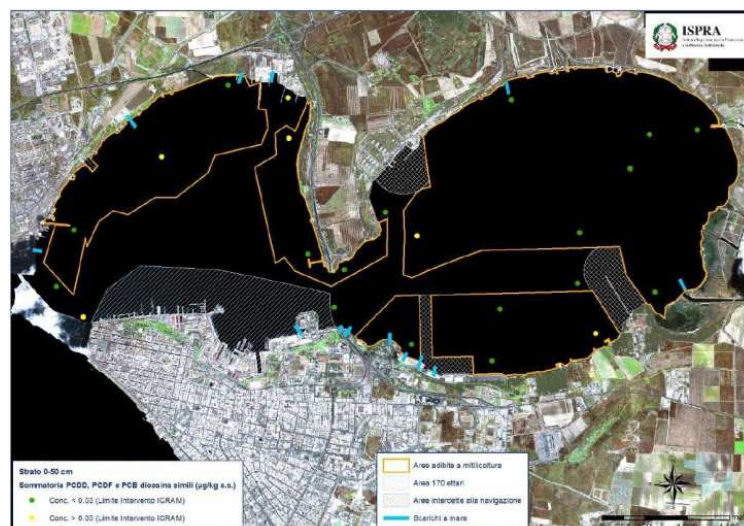 ISPRA
Strato 0-50 cm
Sommatoria PCDD, PCDF e PCB diossina simili (µg/kg s.s.)
Conc. < 0.03 (Limite Intervento ICRAM)
Conc. > 0.03 (Limite Intervento ICRAM)
Aree adibite a mitilicoltura
Area 170 ettari
Aree interdette alla navigazione
Scarichi a mare